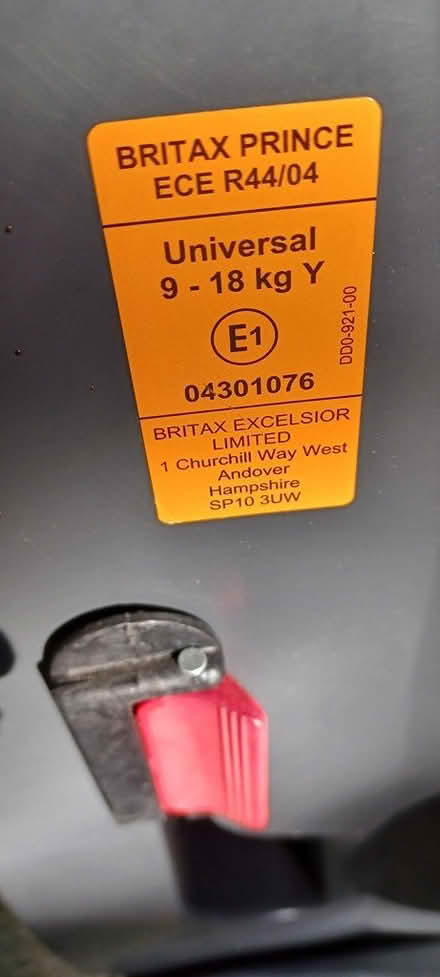 BRITAX PRINCE
ECE R44/04
Universal
9 - 18 kg Y
E1
DD0-921-00
04301076
BRITAX EXCELSIOR
LIMITED
1 Churchill Way West
Andover
Hampshire
SP10 3UW